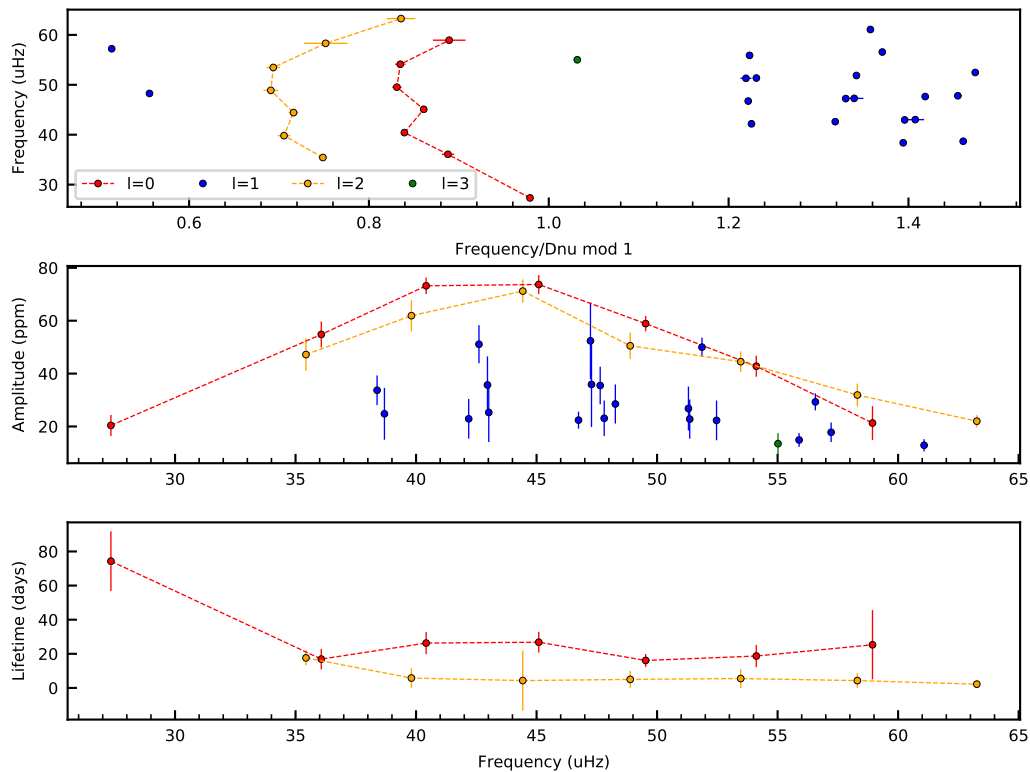 60
50
40
30
Frequency (uHz)
l=0 l=1 l=2 l=3
0.6 0.8 1.0 1.2 1.4
Frequency/Dnu mod 1
80
60
40
20
Amplitude (ppm)
30 35 40 45 50 55 60 65
80
60
40
20
0
Lifetime (days)
30 35 40 45 50 55 60 65
Frequency (uHz)